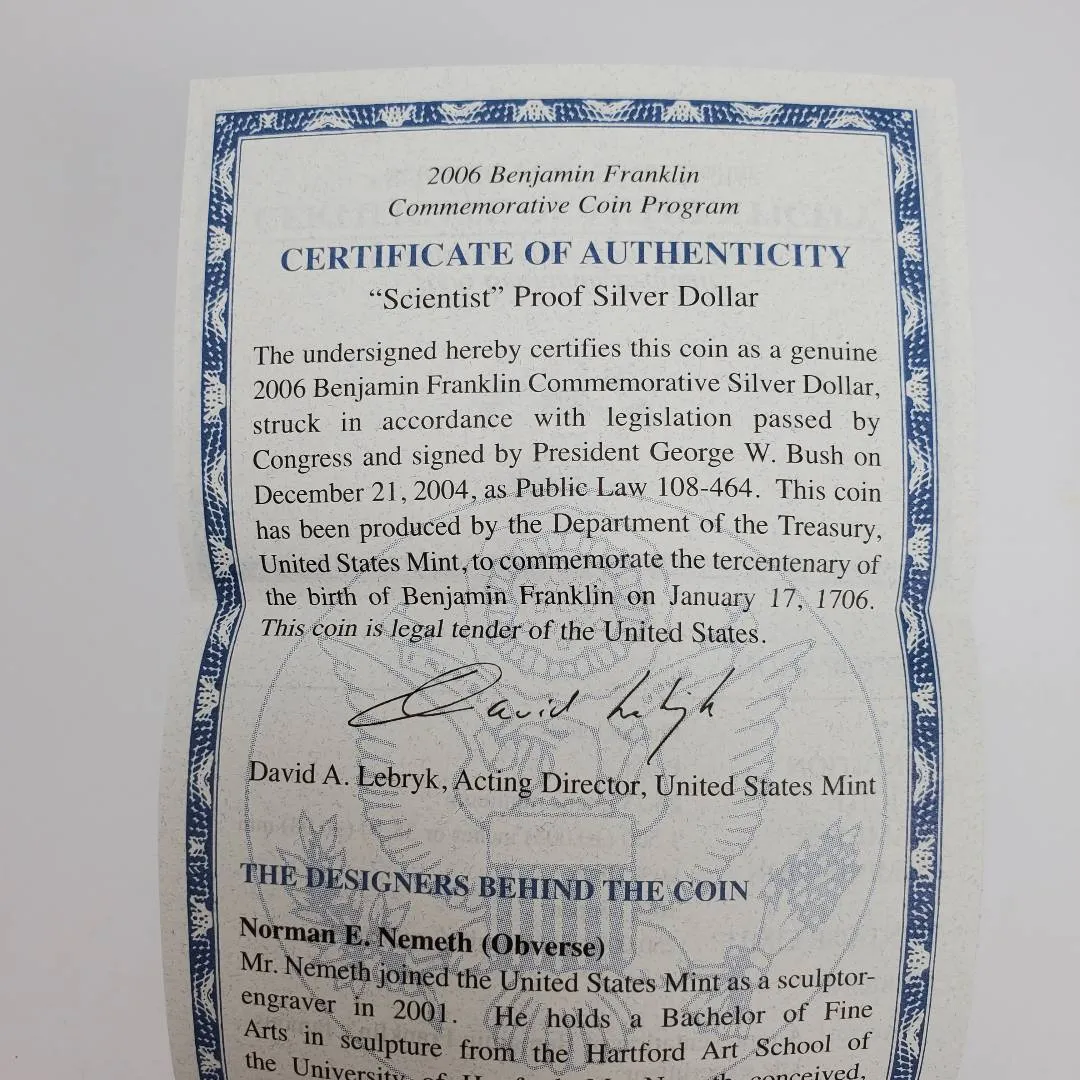 2006 Benjamin Franklin
Commemorative Coin Program
CERTIFICATE OF AUTHENTICITY
“Scientist” Proof Silver Dollar
The undersigned hereby certifies this coin as a genuine
2006 Benjamin Franklin Commemorative Silver Dollar,
struck in accordance with legislation passed by
Congress and signed by President George W. Bush on
December 21, 2004, as Public Law 108-464. This coin
has been produced by the Department of the Treasury,
United States Mint, to commemorate the tercentenary of
the birth of Benjamin Franklin on January 17, 1706.
This coin is legal tender of the United States.
David Lebryk
David A. Lebryk, Acting Director, United States Mint
THE DESIGNERS BEHIND THE COIN
Norman E. Nemeth (Obverse)
Mr. Nemeth joined the United States Mint as a sculptor-
engraver in 2001. He holds a Bachelor of Fine
Arts in sculpture from the Hartford Art School of
the University of conceived,